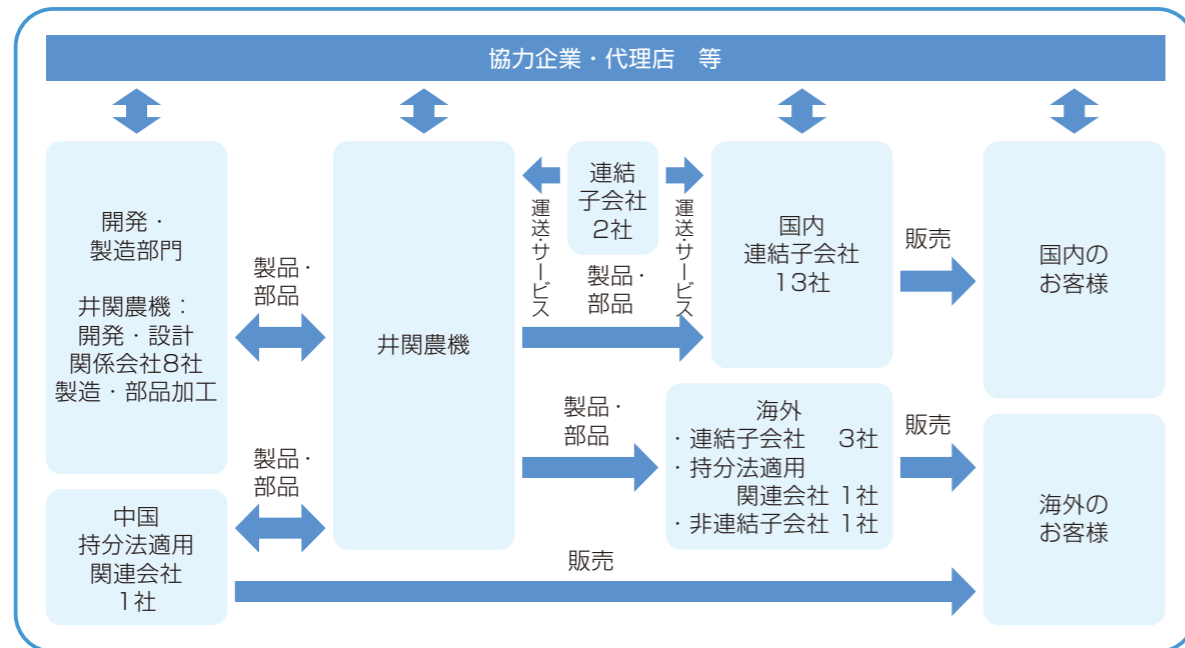 協力企業・代理店　等
開発・
製造部門
井関農機：
開発・設計
関係会社8社
製造・部品加工
製品・
部品
井関農機
運送・サービス
連結
子会社
2社
運送・サービス
製品・
部品
国内
連結子会社
13社
販売
国内の
お客様
製品・
部品
海外
・連結子会社　3社
・持分法適用
関連会社 1社
・非連結子会社 1社
販売
海外の
お客様
中国
持分法適用
関連会社
1社
製品・
部品
販売